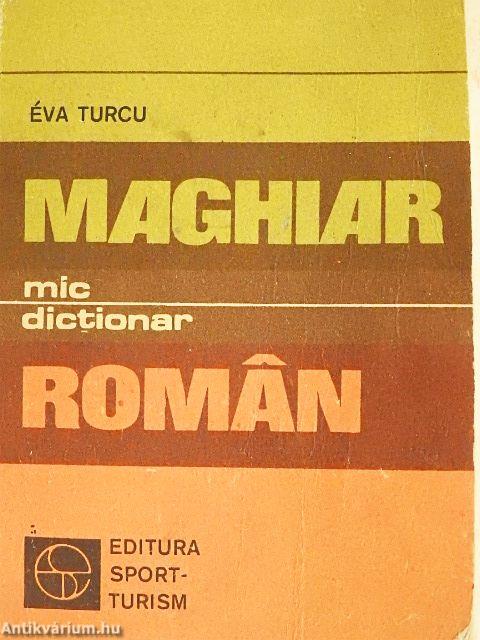 ÉVA TURCU
MAGHIAR
mic
dicționar
ROMÂN
EDITURA
SPORT-
TURISM
Antikvárium.hu